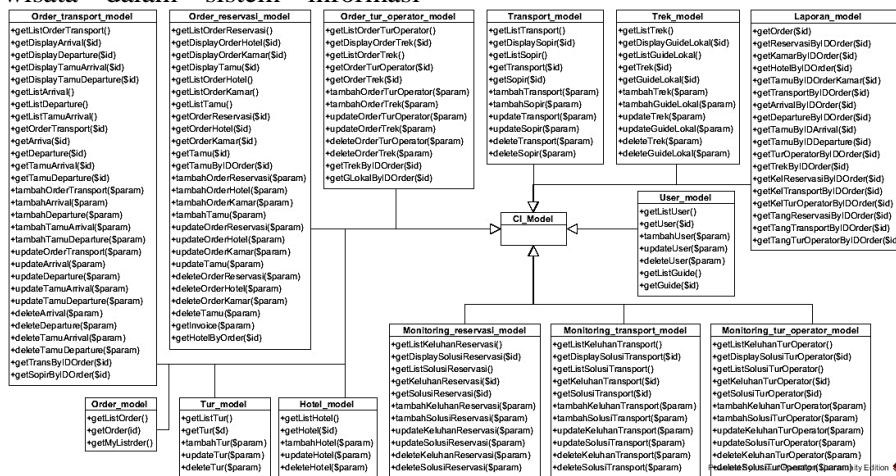 wisata dalam sistem informasi
Order_transport_model
+getListOrderTransport()
+getDisplayArrival($id)
+getDisplayDeparture($id)
+getDisplayTamuArrival($id)
+getDisplayTamuDeparture($id)
+getListArrival()
+getListDeparture()
+getListTamuArrival()
+getOrderTransport($id)
+getArriva($id)
+getDeparture($id)
+getTamuArrival($id)
+getTamuDeparture($id)
+tambahOrderTransport($param)
+tambahArrival($param)
+tambahDeparture($param)
+tambahTamuArrival($param)
+tambahTamuDeparture($param)
+updateOrderTransport($param)
+updateArrival($param)
+updateDeparture($param)
+updateTamuArrival($param)
+updateTamuDeparture($param)
+deleteArrival($param)
+deleteDeparture($param)
+deleteTamuArrival($param)
+deleteTamuDeparture($param)
+getTransByIDOrder($id)
+getSopirByIDOrder($id)
Order_reservasi_model
+getListOrderReservasi()
+getDisplayOrderHotel($id)
+getDisplayOrderKamar($id)
+getDisplayTamu($id)
+getListOrderHotel()
+getListOrderKamar()
+getListTamu()
+getOrderReservasi($id)
+getOrderHotel($id)
+getOrderKamar($id)
+getTamu($id)
+getTamuByIDOrder($id)
+tambahOrderReservasi($param)
+tambahOrderHotel($param)
+tambahOrderKamar($param)
+tambahTamu($param)
+updateOrderReservasi($param)
+updateOrderHotel($param)
+updateOrderKamar($param)
+updateTamu($param)
+deleteOrderReservasi($param)
+deleteOrderHotel($param)
+deleteOrderKamar($param)
+deleteTamu($param)
+getInvoice($param)
+getHotelByOrder($id)
Order_tur_operator_model
+getListOrderTurOperator()
+getDisplayOrderTrek($id)
+getListOrderTrek()
+getOrderTurOperator($id)
+getOrderTrek($id)
+tambahOrderTurOperator($param)
+tambahOrderTrek($param)
+updateOrderTurOperator($param)
+updateOrderTrek($param)
+deleteOrderTurOperator($param)
+deleteOrderTrek($param)
+getTrekByIDOrder($id)
+getGLokalByIDOrder($id)
Transport_model
+getListTransport()
+getDisplaySopir($id)
+getListSopir()
+getTransport($id)
+getSopir($id)
+tambahTransport($param)
+tambahSopir($param)
+updateTransport($param)
+updateSopir($param)
+deleteTransport($param)
+deleteSopir($param)
Trek_model
+getListTrek()
+getDisplayGuideLokal($id)
+getListGuideLokal()
+getTrek($id)
+getGuideLokal($id)
+tambahTrek($param)
+tambahGuideLokal($param)
+updateTrek($param)
+updateGuideLokal($param)
+deleteTrek($param)
+deleteGuideLokal($param)
Laporan_model
+getOrder($id)
+getReservasiByIDOrder($id)
+getKamarByIDOrder($id)
+getHotelByIDOrder($id)
+getTamuByIDOrderKamar($id)
+getTransportByIDOrder($id)
+getArrivalByIDOrder($id)
+getDepartureByIDOrder($id)
+getTamuByIDArrival($id)
+getTamuByIDDeparture($id)
+getTurOperatorByIDOrder($id)
+getTrekByIDOrder($id)
+getKelReservasiByIDOrder($id)
+getKelTransportByIDOrder($id)
+getKelTurOperatorByIDOrder($id)
+getTangReservasiByIDOrder($id)
+getTangTransportByIDOrder($id)
+getTangTurOperatorByIDOrder($id)
CI_Model
User_model
+getListUser()
+getUser($id)
+tambahUser($param)
+updateUser($param)
+deleteUser($param)
+getListGuide()
+getGuide($id)
Order_model
+getListOrder()
+getOrder(id)
+getMyListrder()
Tur_model
+getListTur()
+getTur($d)
+tambahTur($param)
+updateTur($param)
+deleteTur($param)
Hotel_model
+getListHotel()
+getHotel($id)
+tambahHotel($param)
+updateHotel($param)
+deleteHotel($param)
Monitoring_reservasi_model
+getListKeluhanReservasi()
+getDisplaySolusiReservasi($id)
+getListSolusiReservasi()
+getKeluhanReservasi($id)
+getSolusiReservasi($id)
+tambahKeluhanReservasi($param)
+tambahSolusiReservasi($param)
+updateKeluhanReservasi($param)
+updateSolusiReservasi($param)
+deleteKeluhanReservasi($param)
+deleteSolusiReservasi($param)
Monitoring_transport_model
+getListKeluhanTransport()
+getDisplaySolusiTransport($id)
+getListSolusiTransport()
+getKeluhanTransport($id)
+getSolusiTransport($id)
+tambahKeluhanTransport($param)
+tambahSolusiTransport($param)
+updateKeluhanTransport($param)
+updateSolusiTransport($param)
+deleteKeluhanTransport($param)
+deleteSolusiTransport($param)
Monitoring_tur_operator_model
+getListKeluhanTurOperator()
+getDisplaySolusiTurOperator($id)
+getListSolusiTurOperator()
+getKeluhanTurOperator($id)
+getSolusiTurOperator($id)
+tambahKeluhanTurOperator($param)
+tambahSolusiTurOperator($param)
+updateKeluhanTurOperator($param)
+updateSolusiTurOperator($param)
+deleteKeluhanTurOperator($param)
+deleteSolusiTurOperator($param)
Edition